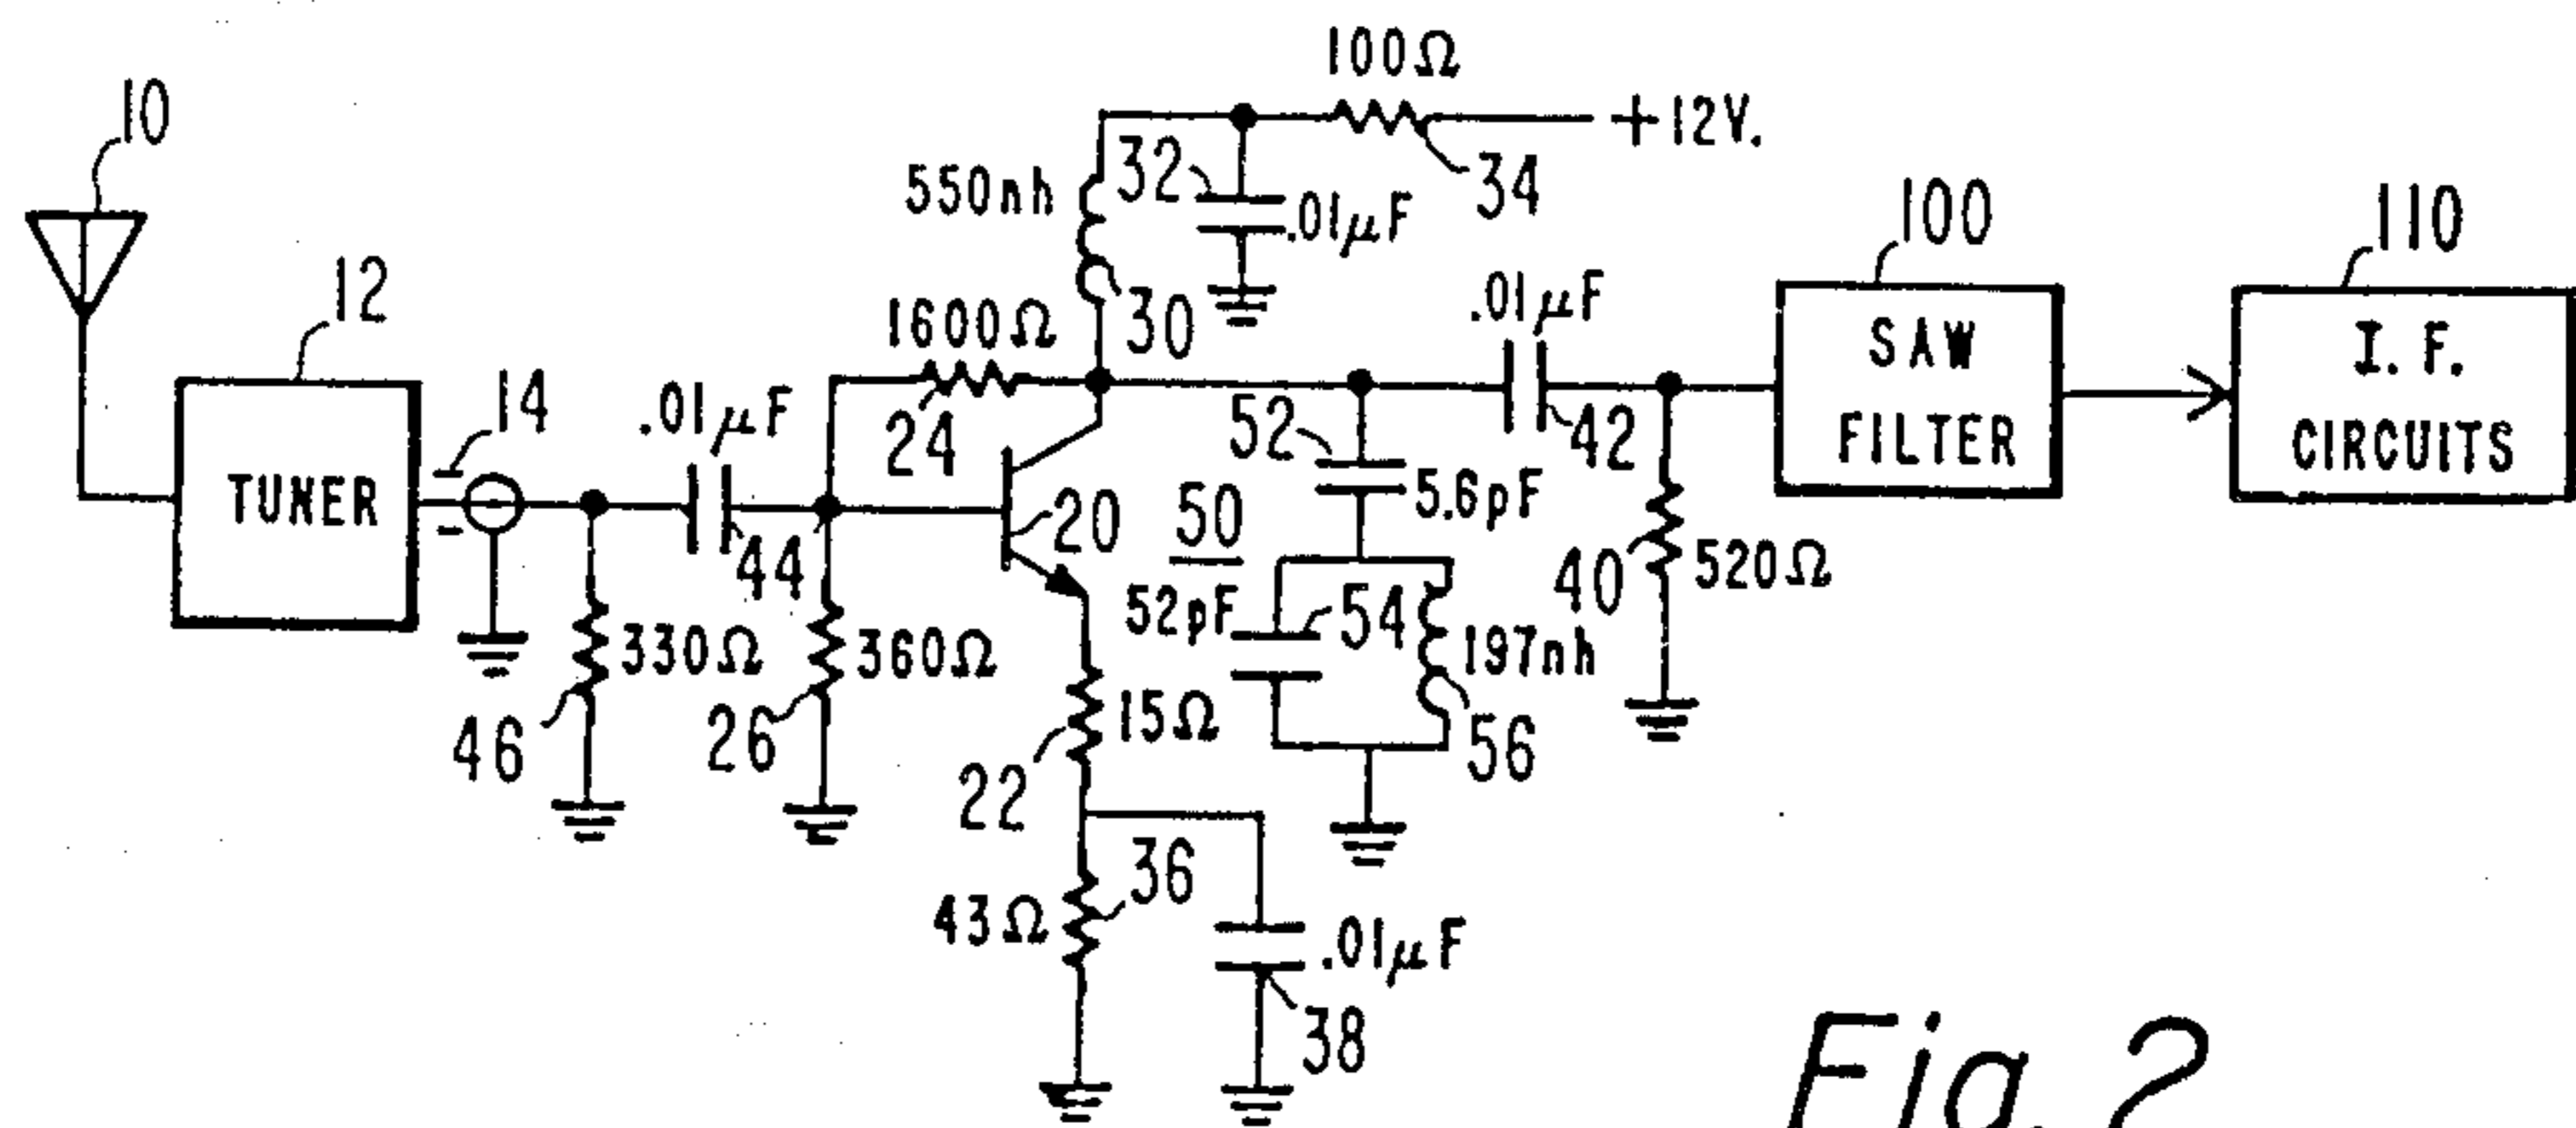 100Ω
10
+12V.
32
34
550nh
.01µF
100
110
12
30
.01µF
1600Ω
SAW
FILTER
I.F.
CIRCUITS
14
.01µF
24
52
42
TUNER
20
50
5.6pF
44
40
520Ω
52pF
54
197nh
330Ω
360Ω
15Ω
46
26
22
56
36
43Ω
.01µF
38
Fig. 2